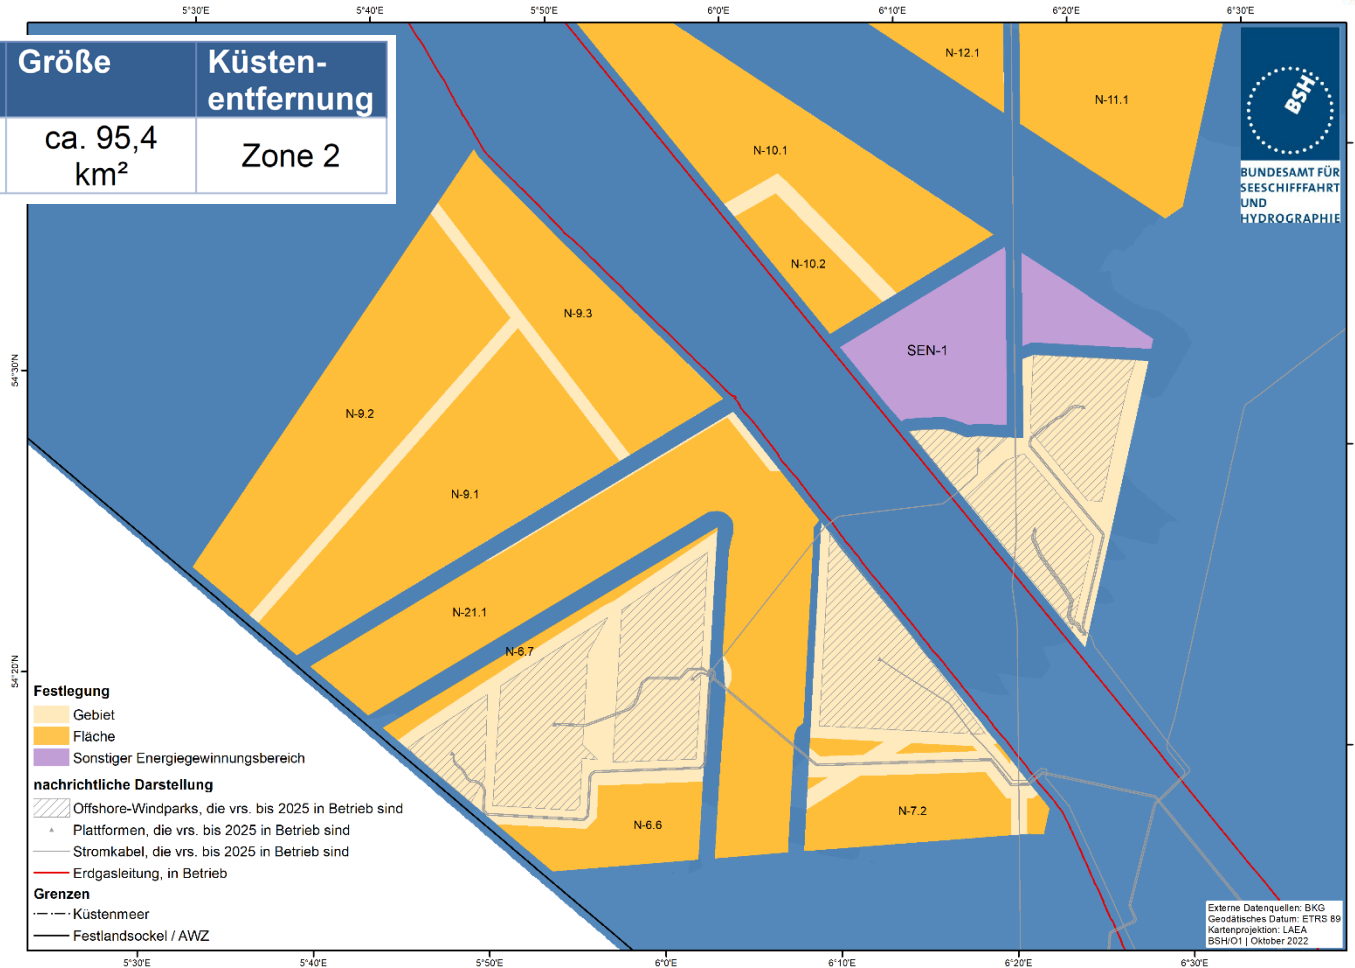 5°30'E 5°40'E 5°50'E 6°0'E 6°10'E 6°20'E 6°30'E
Größe
Küsten-
entfernung
ca. 95,4
km²
Zone 2
BSH
BUNDESAMT FÜR
SEESCHIFFFAHRT
UND
HYDROGRAPHIE
N-12.1
N-11.1
N-10.1
N-10.2
N-9.3
SEN-1
54°30'N
N-9.2
N-9.1
N-21.1
N-6.7
54°20'N
N-6.6
N-7.2
Festlegung
Gebiet
Fläche
Sonstiger Energiegewinnungsbereich
nachrichtliche Darstellung
Offshore-Windparks, die vrs. bis 2025 in Betrieb sind
Plattformen, die vrs. bis 2025 in Betrieb sind
Stromkabel, die vrs. bis 2025 in Betrieb sind
Erdgasleitung, in Betrieb
Grenzen
Küstenmeer
Festlandsockel / AWZ
Externe Datenquellen: BKG
Geodätisches Datum: ETRS 89
Kartenprojektion: LAEA
BSH/O1 | Oktober 2022
5°30'E 5°40'E 5°50'E 6°0'E 6°10'E 6°20'E 6°30'E